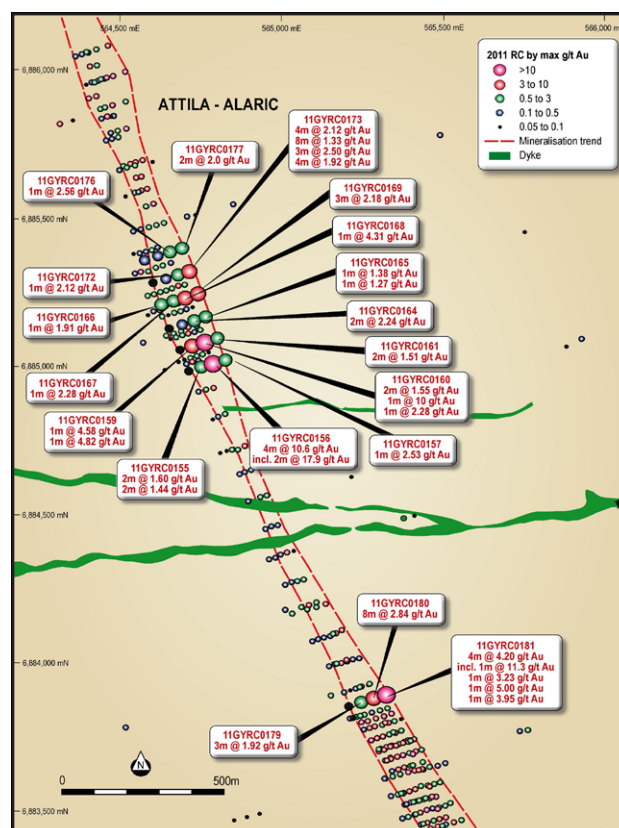 564,500 mE
565,000 mE
565,500 mE
566,000 mE
6,886,000 mN
6,885,500 mN
6,885,000 mN
6,884,500 mN
6,884,000 mN
6,883,500 mN
ATTILA - ALARIC
2011 RC by max g/t Au
>10
3 to 10
0.5 to 3
0.1 to 0.5
0.05 to 0.1
Mineralisation trend
Dyke
11GYRC0173
4m @ 2.12 g/t Au
8m @ 1.33 g/t Au
3m @ 2.50 g/t Au
4m @ 1.92 g/t Au
11GYRC0177
2m @ 2.0 g/t Au
11GYRC0176
1m @ 2.56 g/t Au
11GYRC0169
3m @ 2.18 g/t Au
11GYRC0168
1m @ 4.31 g/t Au
11GYRC0172
1m @ 2.12 g/t Au
11GYRC0165
1m @ 1.38 g/t Au
1m @ 1.27 g/t Au
11GYRC0166
1m @ 1.91 g/t Au
11GYRC0164
2m @ 2.24 g/t Au
11GYRC0161
2m @ 1.51 g/t Au
11GYRC0167
1m @ 2.28 g/t Au
11GYRC0160
2m @ 1.55 g/t Au
1m @ 10 g/t Au
1m @ 2.28 g/t Au
11GYRC0159
1m @ 4.58 g/t Au
1m @ 4.82 g/t Au
11GYRC0156
4m @ 10.6 g/t Au
incl. 2m @ 17.9 g/t Au
11GYRC0157
1m @ 2.53 g/t Au
11GYRC0155
2m @ 1.60 g/t Au
2m @ 1.44 g/t Au
11GYRC0180
8m @ 2.84 g/t Au
11GYRC0181
4m @ 4.20 g/t Au
incl. 1m @ 11.3 g/t Au
1m @ 3.23 g/t Au
1m @ 5.00 g/t Au
1m @ 3.95 g/t Au
11GYRC0179
3m @ 1.92 g/t Au
N
0
500m